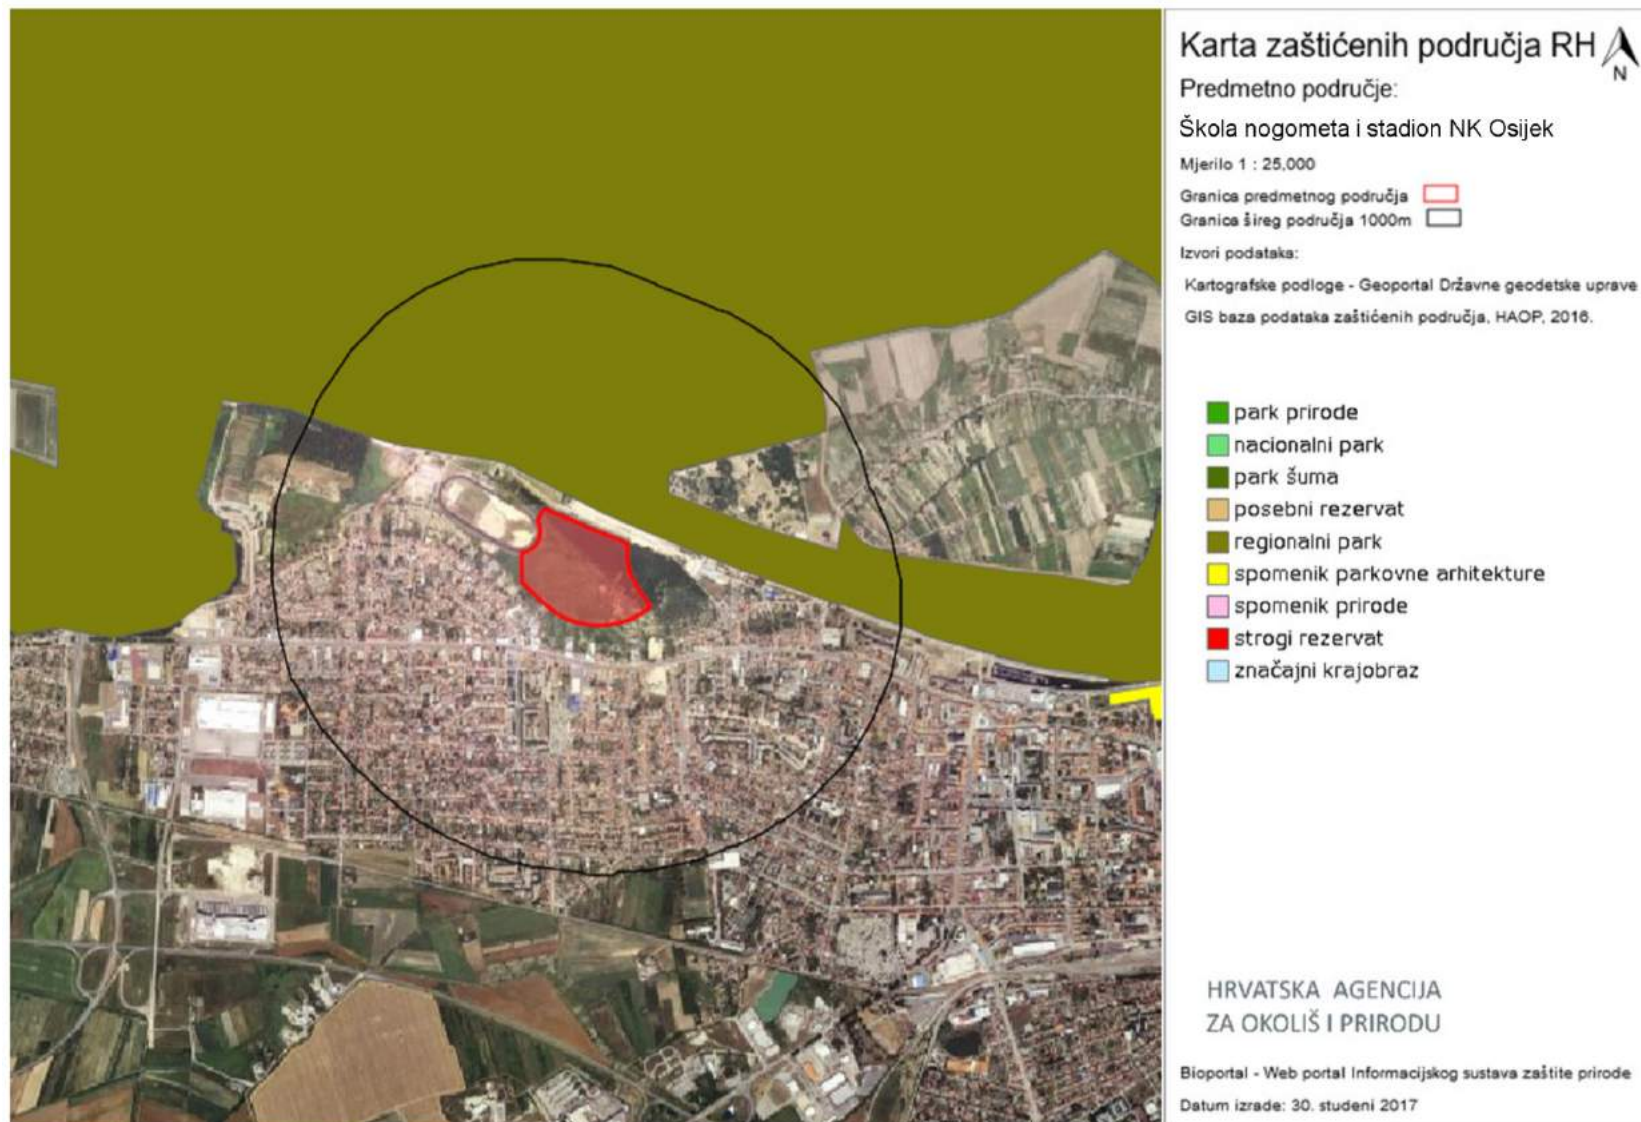 Karta zaštićenih područja RH
N
Predmetno područje:
Škola nogometa i stadion NK Osijek
Mjerilo 1 : 25,000
Granica predmetnog područja
Granica šireg područja 1000m
Izvori podataka:
Kartografske podloge - Geoportal Državne geodetske uprave
GIS baza podataka zaštićenih područja, HAOP, 2016.
park prirode
nacionalni park
park šuma
posebni rezervat
regionalni park
spomenik parkovne arhitekture
spomenik prirode
strogi rezervat
značajni krajobraz
HRVATSKA AGENCIJA
ZA OKOLIŠ I PRIRODU
Bioportal - Web portal Informacijskog sustava zaštite prirode
Datum izrade: 30. studeni 2017